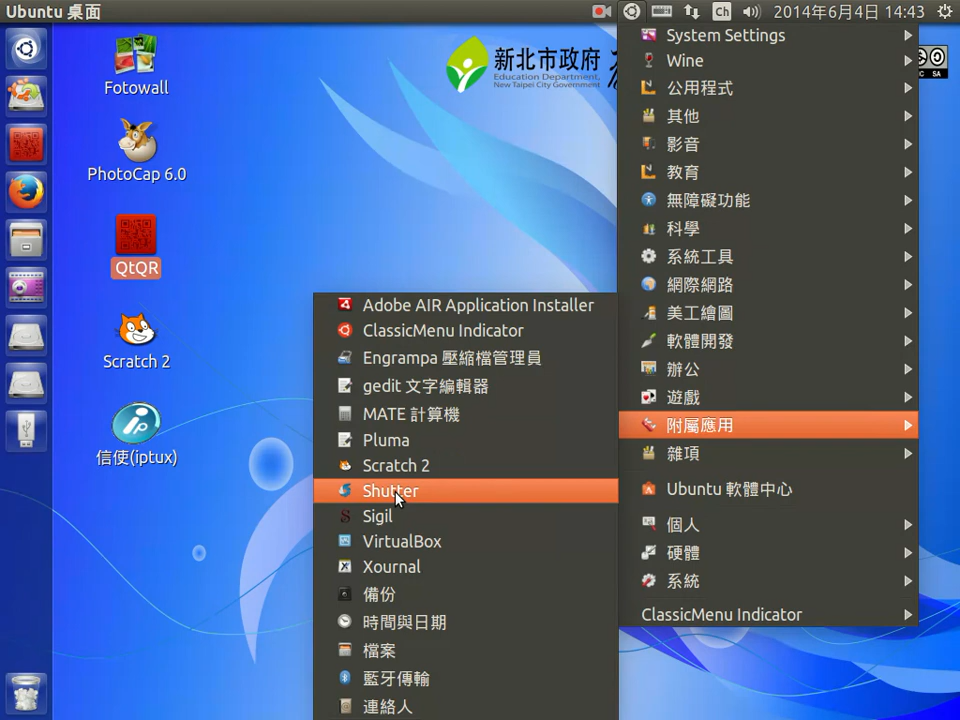 Ubuntu 桌面
Ch
2014年6月4日 14:43
Fotowall
PhotoCap 6.0
QtQR
Scratch 2
信使(iptux)
新北市政府
Education Department,
New Taipei City Government
SA
System Settings
Wine
公用程式
其他
影音
教育
無障礙功能
科學
系統工具
網際網路
美工繪圖
軟體開發
辦公
遊戲
附屬應用
雜項
Ubuntu 軟體中心
個人
硬體
系統
ClassicMenu Indicator
Adobe AIR Application Installer
ClassicMenu Indicator
Engrampa 壓縮檔管理員
gedit 文字編輯器
MATE 計算機
Pluma
Scratch 2
Shutter
Sigil
VirtualBox
Xournal
備份
時間與日期
檔案
藍牙傳輸
連絡人